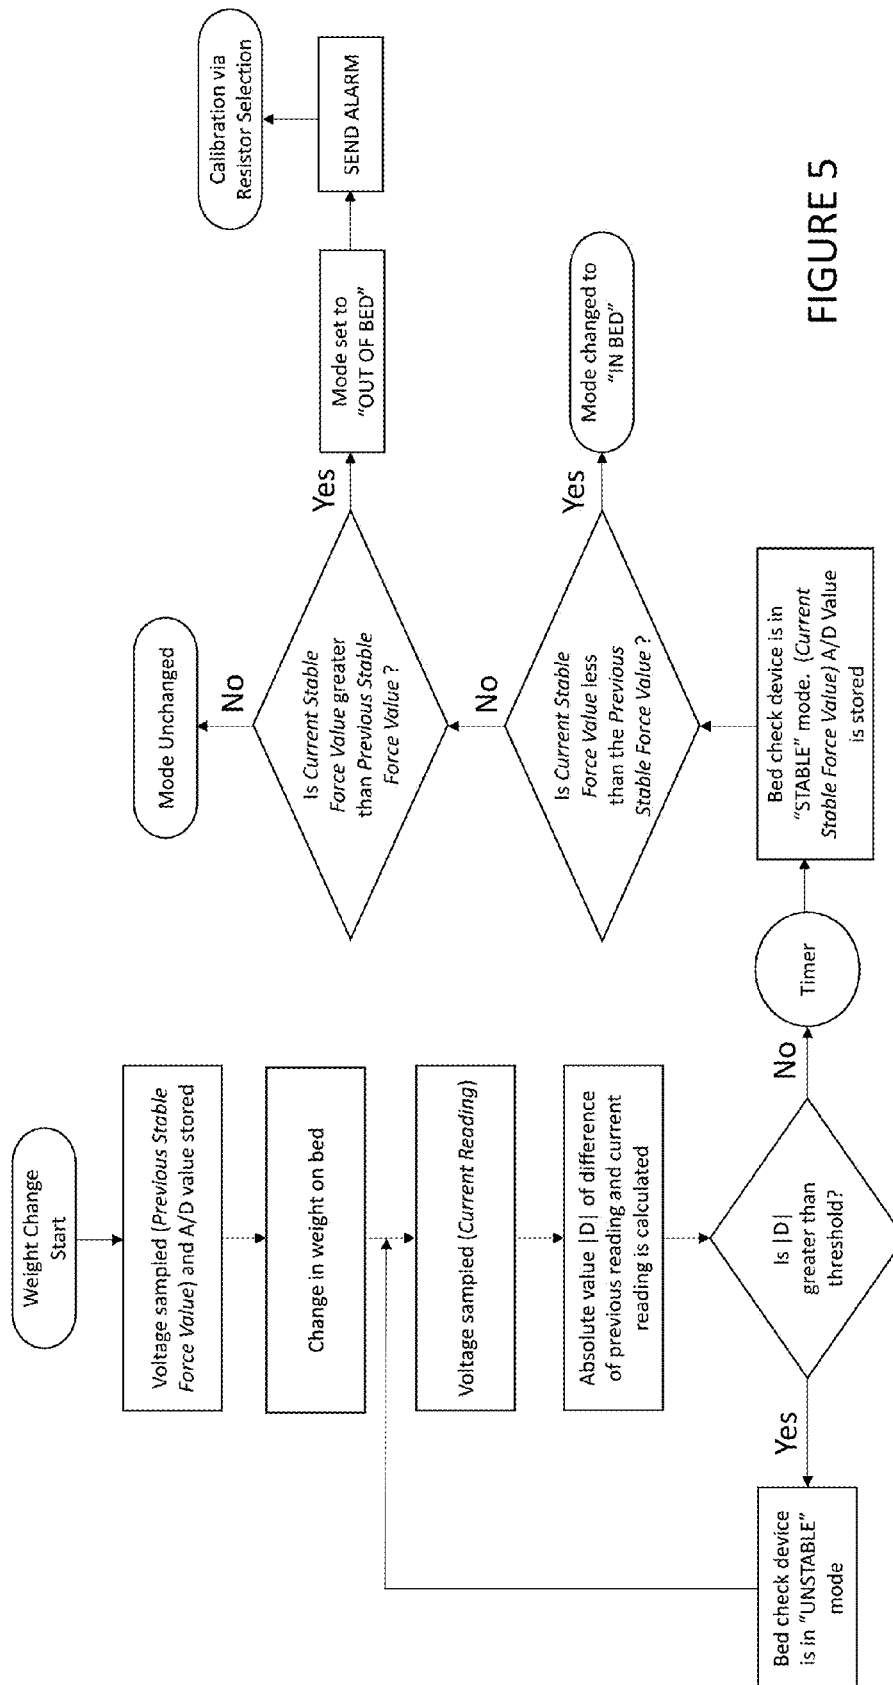 Weight Change
Start
Voltage sampled (Previous Stable
Force Value) and A/D value stored
Change in weight on bed
Voltage sampled (Current Reading)
Absolute value |D| of difference
of previous reading and current
reading is calculated
Is |D|
greater than
threshold?
Yes
Bed check device
is in "UNSTABLE"
mode
No
Timer
Bed check device is in
"STABLE" mode. (Current
Stable Force Value) A/D Value
is stored
Is Current Stable
Force Value less
than the Previous
Stable Force Value ?
Yes
Mode changed to
"IN BED"
No
Is Current Stable
Force Value greater
than Previous Stable
Force Value ?
No
Mode Unchanged
Yes
Mode set to
"OUT OF BED"
SEND ALARM
Calibration via
Resistor Selection
FIGURE 5